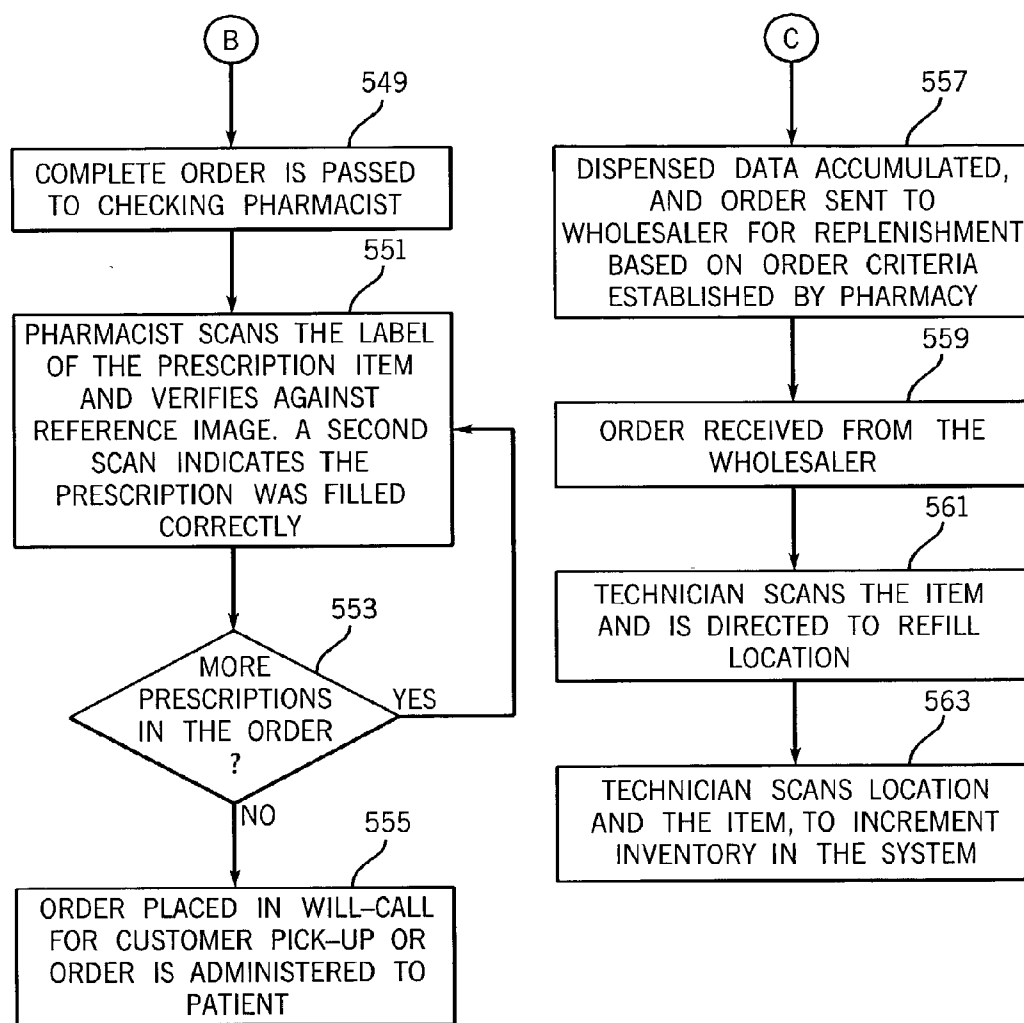 B
549
COMPLETE ORDER IS PASSED
TO CHECKING PHARMACIST
551
PHARMACIST SCANS THE LABEL
OF THE PRESCRIPTION ITEM
AND VERIFIES AGAINST
REFERENCE IMAGE. A SECOND
SCAN INDICATES THE
PRESCRIPTION WAS FILLED
CORRECTLY
553
MORE
PRESCRIPTIONS
IN THE ORDER
?
YES
NO
555
ORDER PLACED IN WILL-CALL
FOR CUSTOMER PICK-UP OR
ORDER IS ADMINISTERED TO
PATIENT
C
557
DISPENSED DATA ACCUMULATED,
AND ORDER SENT TO
WHOLESALER FOR REPLENISHMENT
BASED ON ORDER CRITERIA
ESTABLISHED BY PHARMACY
559
ORDER RECEIVED FROM THE
WHOLESALER
561
TECHNICIAN SCANS THE ITEM
AND IS DIRECTED TO REFILL
LOCATION
563
TECHNICIAN SCANS LOCATION
AND THE ITEM, TO INCREMENT
INVENTORY IN THE SYSTEM